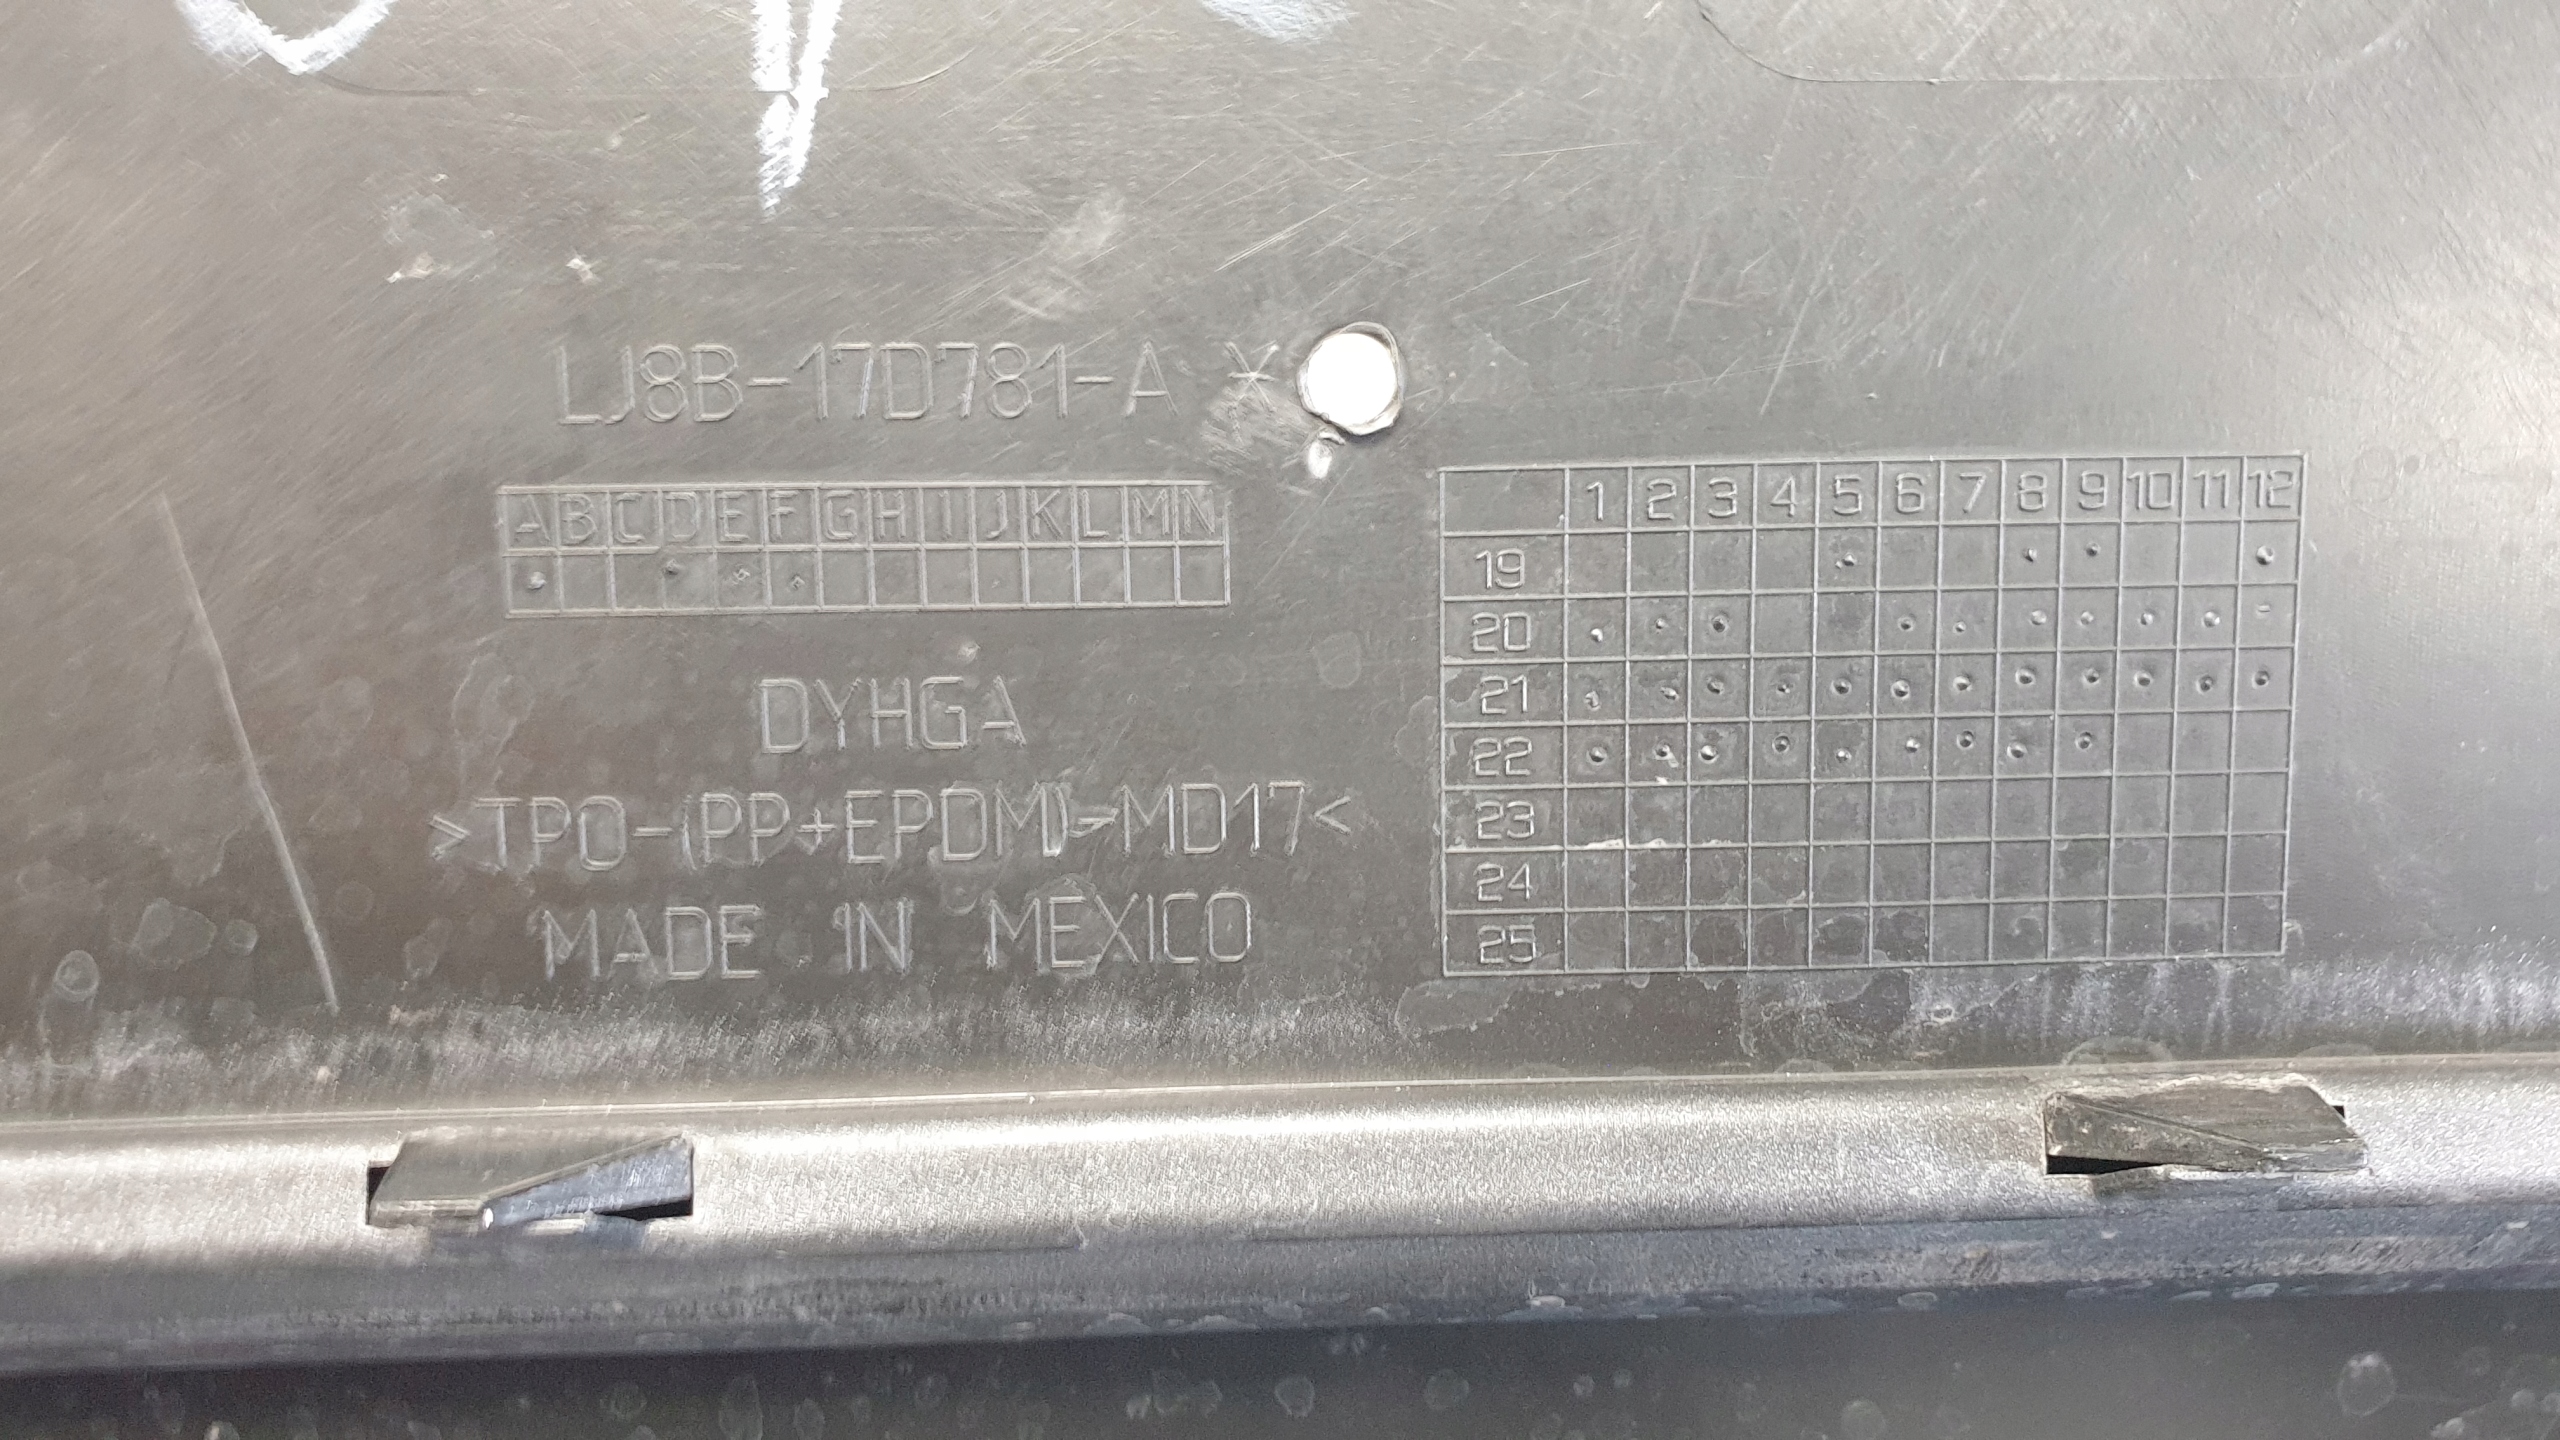 LJ8B-17D781-A *
A B C D E F G H I J K L M N
DYHGA
>TPO-(PP+EPDM)-MD17<
MADE IN MEXICO
1 2 3 4 5 6 7 8 9 10 11 12
19
20
21
22
23
24
25